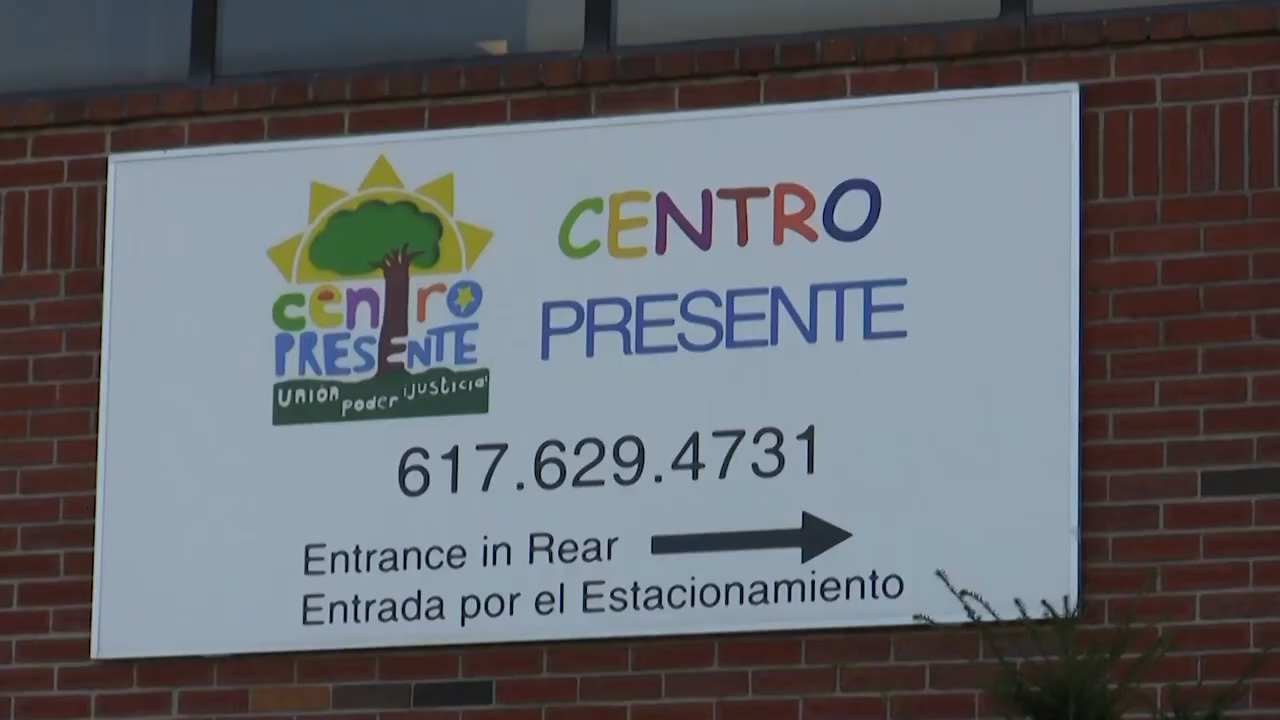 centro
PRESENTE
UNIÓN poder ¡justicia!
CENTRO
PRESENTE
617.629.4731
Entrance in Rear
Entrada por el Estacionamiento